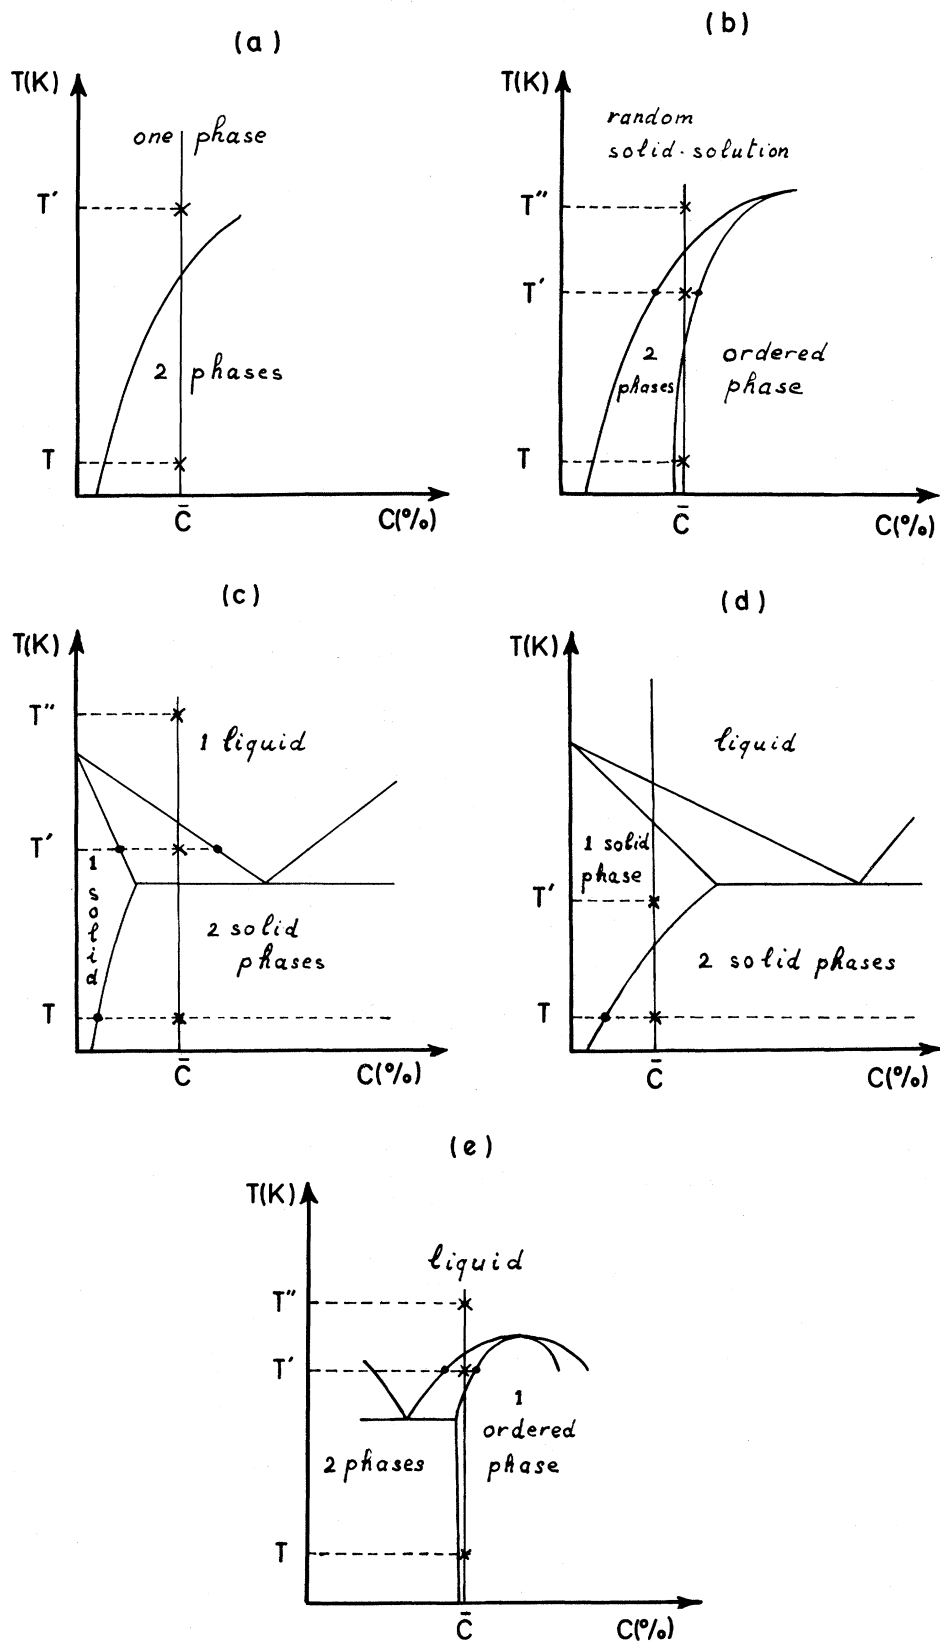 (a)
T(K)
one phase
T'
2 phases
T
C̄
C(%)
(b)
T(K)
random
solid-solution
T"
T'
2
phases
ordered
phase
T
C̄
C(%)
(c)
T(K)
T"
1 liquid
T'
1
s
o
l
i
d
2 solid
phases
T
C̄
C(%)
(d)
T(K)
liquid
1 solid
phase
T'
2 solid phases
T
C̄
C(%)
(e)
T(K)
liquid
T"
T'
1
ordered
phase
2 phases
T
C̄
C(%)